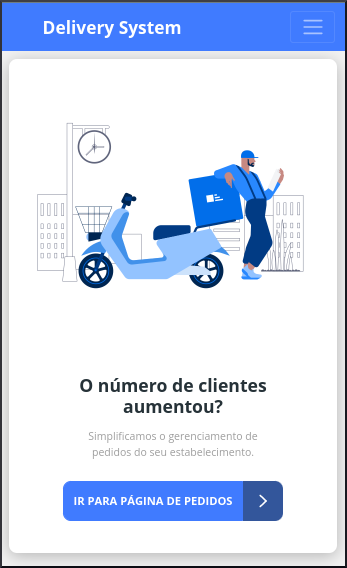 Delivery System
O número de clientes
aumentou?
Simplificamos o gerenciamento de
pedidos do seu estabelecimento.
IR PARA PÁGINA DE PEDIDOS